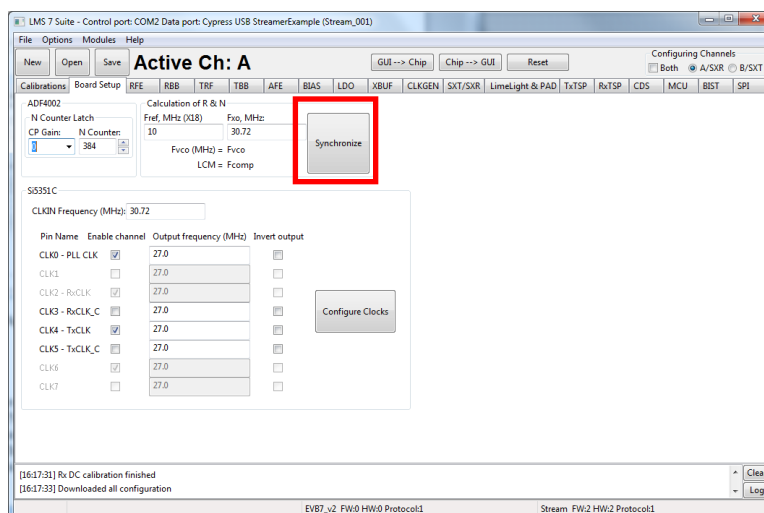 LMS 7 Suite - Control port: COM2 Data port: Cypress USB StreamerExample (Stream_001)
File Options Modules Help
New Open Save Active Ch: A GUI --> Chip Chip --> GUI Reset Configuring Channels
Both A/SXR B/SXT
Calibrations Board Setup RFE RBB TRF TBB AFE BIAS LDO XBUF CLKGEN SXT/SXR LimeLight & PAD TxTSP RxTSP CDS MCU BIST SPI
ADF4002 Calculation of R & N
N Counter Latch Fref, MHz (X18) Fxo, MHz:
CP Gain: N Counter: 10 30.72
0 384 Synchronize
Fvco (MHz) = Fvco
LCM = Fcomp
Si5351C
CLKIN Frequency (MHz): 30.72
Pin Name Enable channel Output frequency (MHz) Invert output
CLK0 - PLL CLK 27.0
CLK1 27.0
CLK2 - RxCLK 27.0
CLK3 - RxCLK_C 27.0 Configure Clocks
CLK4 - TxCLK 27.0
CLK5 - TxCLK_C 27.0
CLK6 27.0
CLK7 27.0
[16:17:31] Rx DC calibration finished Clea
[16:17:33] Downloaded all configuration Log
EVB7_v2 FW:0 HW:0 Protocol:1 Stream FW:2 HW:2 Protocol:1